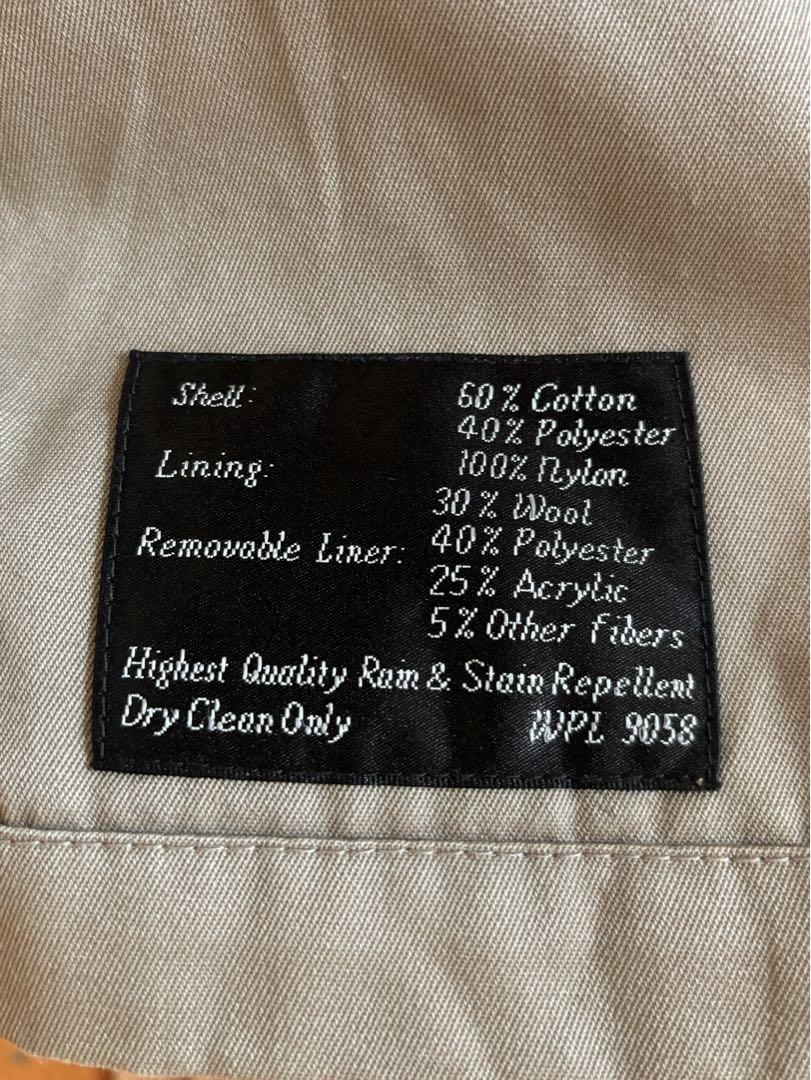 Shell: 60% Cotton
40% Polyester
Lining: 100% Nylon
30% Wool
Removable Liner: 40% Polyester
25% Acrylic
5% Other Fibers
Highest Quality Rain & Stain Repellent
Dry Clean Only WPL 9058